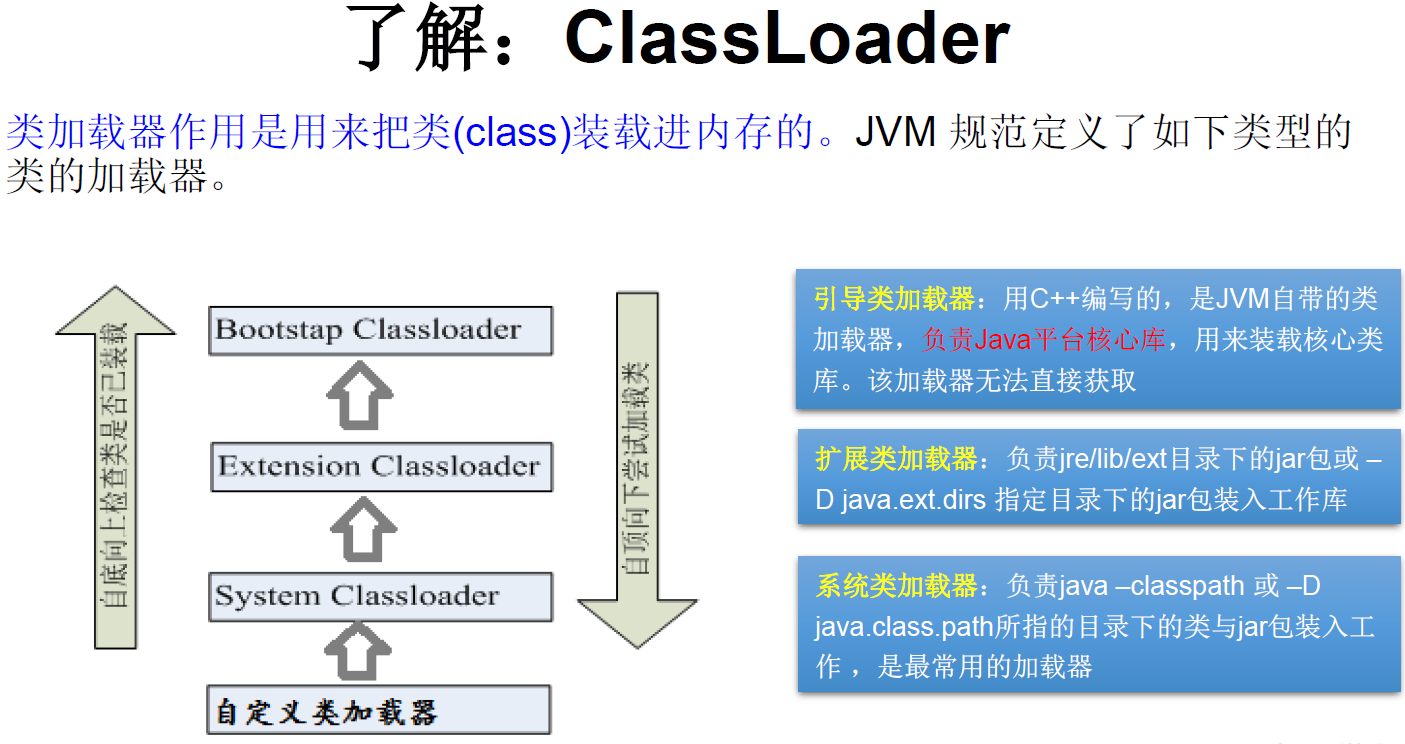 了解：ClassLoader
类加载器作用是用来把类(class)装载进内存的。JVM 规范定义了如下类型的
类的加载器。
自底向上检查类是否已装载
Bootstap Classloader
Extension Classloader
System Classloader
自定义类加载器
自顶向下尝试加载类
引导类加载器：用C++编写的，是JVM自带的类
加载器，负责Java平台核心库，用来装载核心类
库。该加载器无法直接获取
扩展类加载器：负责jre/lib/ext目录下的jar包或 –
D java.ext.dirs 指定目录下的jar包装入工作库
系统类加载器：负责java –classpath 或 –D
java.class.path所指的目录下的类与jar包装入工
作 ，是最常用的加载器